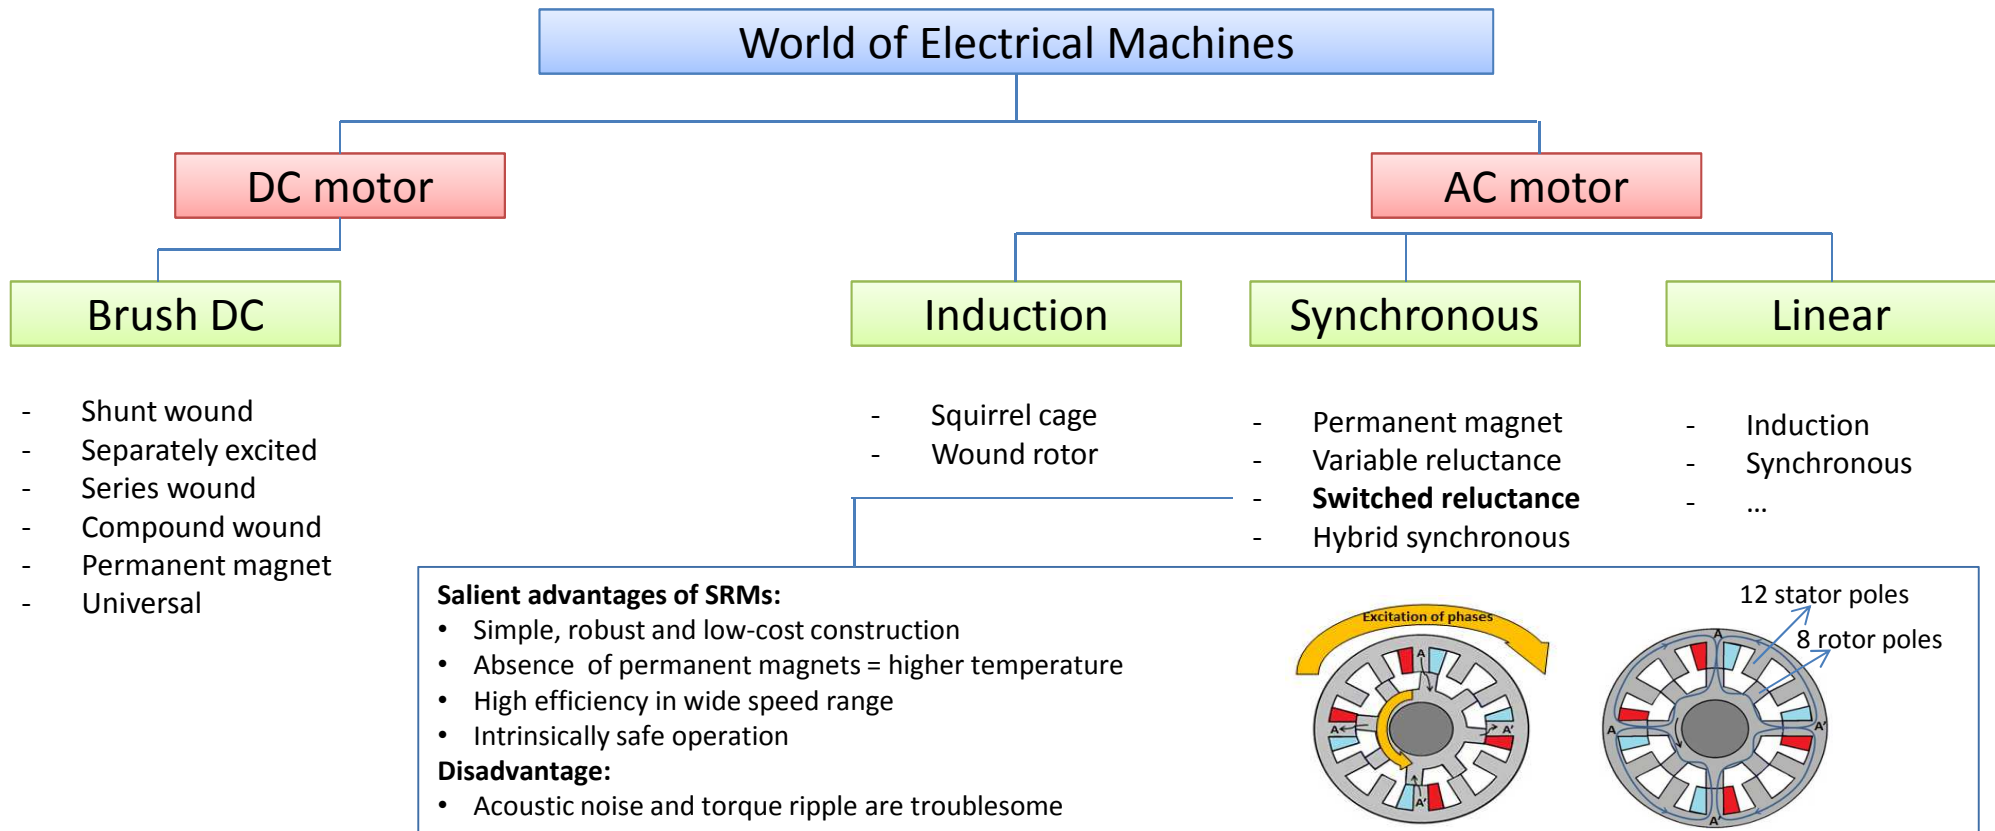 World of Electrical Machines
DC motor
AC motor
Brush DC
Induction
Synchronous
Linear
- Shunt wound
- Separately excited
- Series wound
- Compound wound
- Permanent magnet
- Universal
- Squirrel cage
- Wound rotor
- Permanent magnet
- Variable reluctance
- Switched reluctance
- Hybrid synchronous
- Induction
- Synchronous
- ...
Salient advantages of SRMs:
• Simple, robust and low-cost construction
• Absence of permanent magnets = higher temperature
• High efficiency in wide speed range
• Intrinsically safe operation
Disadvantage:
• Acoustic noise and torque ripple are troublesome
Excitation of phases
A
A
A'
A'
12 stator poles
8 rotor poles
A
A
A'
A'